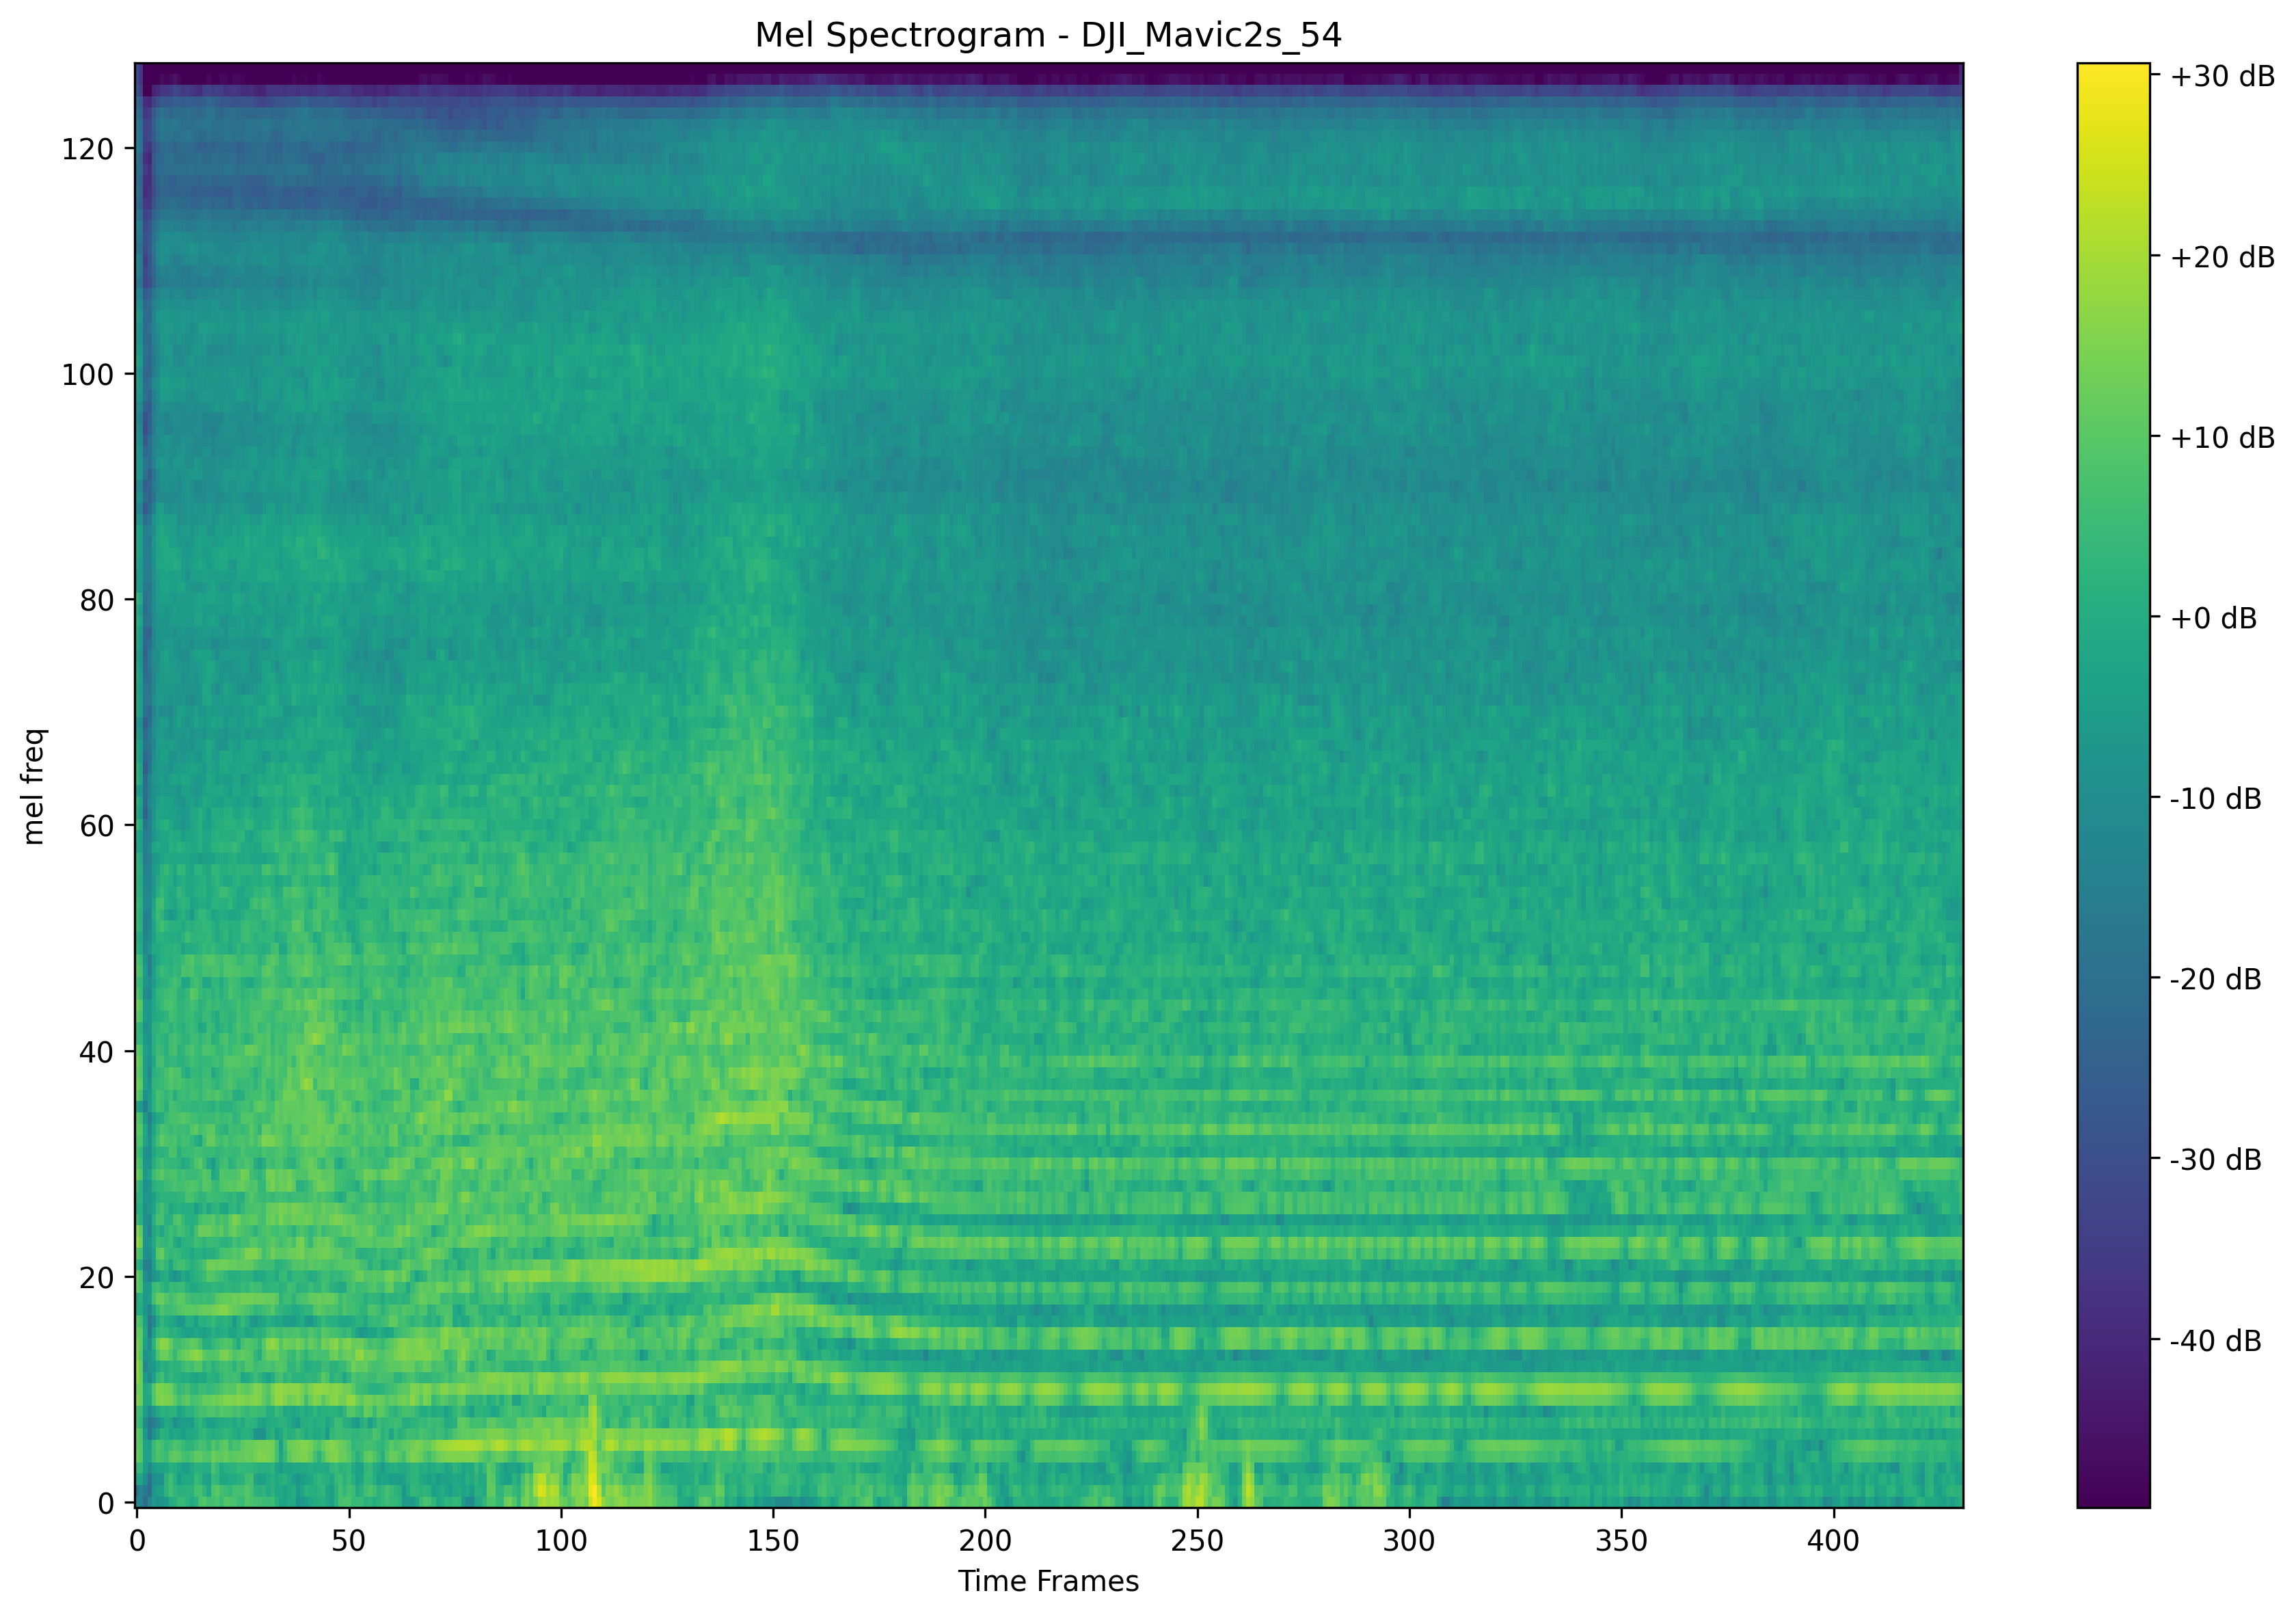 Mel Spectrogram - DJI_Mavic2s_54
mel freq
120
100
80
60
40
20
0
0 50 100 150 200 250 300 350 400
Time Frames
+30 dB
+20 dB
+10 dB
+0 dB
-10 dB
-20 dB
-30 dB
-40 dB